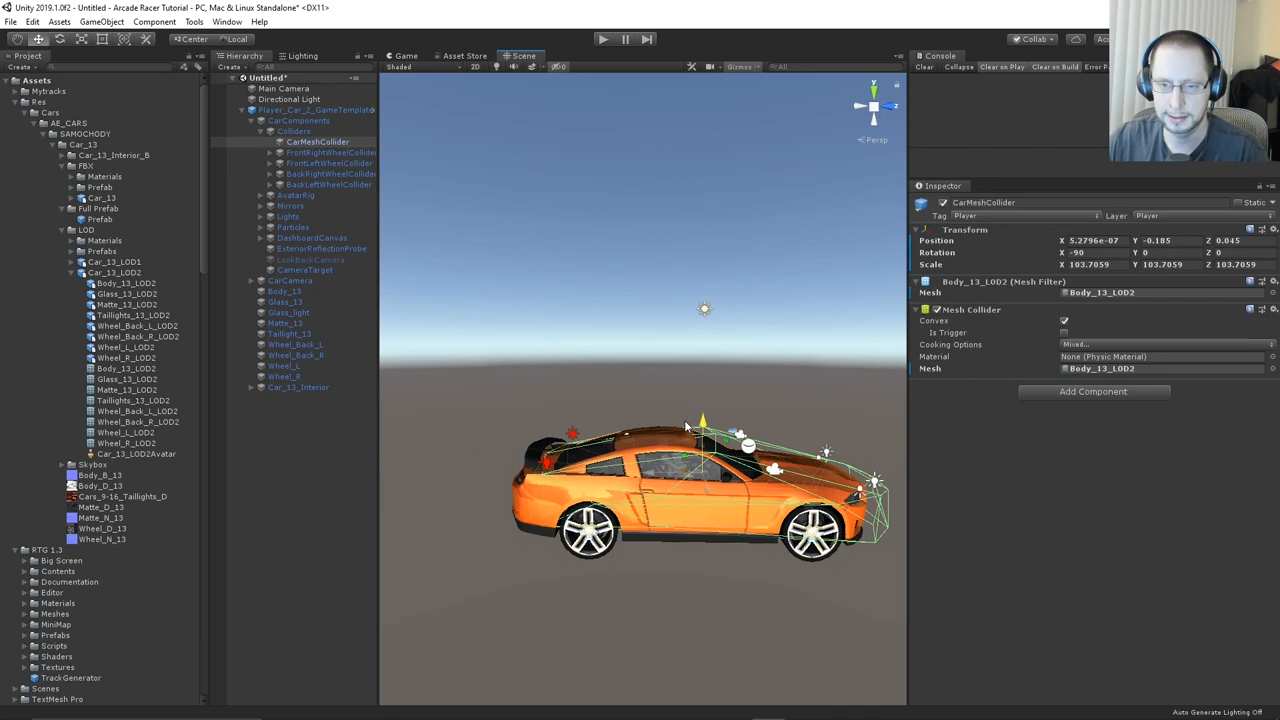 Unity 2019.1.0f2 - Untitled - Arcade Racer Tutorial - PC, Mac & Linux Standalone* <DX11>
File Edit Assets GameObject Component Tools Window Help
Center Local Collab
Project Hierarchy Lighting Game Asset Store Scene Console
Create Create All Shaded 2D 0 Gizmos All Clear Collapse Clear on Play Clear on Build
Assets
Mytracks
Res
Cars
AE_CARS
SAMOCHODY
Car_13
Car_13_Interior_B
FBX
Materials
Prefab
Car_13
Full Prefab
Prefab
LOD
Materials
Prefabs
Car_13_LOD1
Car_13_LOD2
Body_13_LOD2
Glass_13_LOD2
Matte_13_LOD2
Taillights_13_LOD2
Wheel_Back_L_LOD2
Wheel_Back_R_LOD2
Wheel_L_LOD2
Wheel_R_LOD2
Body_13_LOD2
Glass_13_LOD2
Matte_13_LOD2
Taillights_13_LOD2
Wheel_Back_L_LOD2
Wheel_Back_R_LOD2
Wheel_L_LOD2
Wheel_R_LOD2
Car_13_LOD2Avatar
Skybox
Body_B_13
Body_D_13
Cars_9-16_Taillights_D
Matte_D_13
Matte_N_13
Wheel_D_13
Wheel_N_13
RTG 1.3
Big Screen
Contents
Documentation
Editor
Materials
Meshes
MiniMap
Prefabs
Scripts
Shaders
Textures
TrackGenerator
Scenes
TextMesh Pro
Untitled*
Main Camera
Directional Light
Player_Car_2_GameTemplate
CarComponents
Colliders
CarMeshCollider
FrontRightWheelCollider
FrontLeftWheelCollider
BackRightWheelCollider
BackLeftWheelCollider
AvatarRig
Mirrors
Lights
Particles
DashboardCanvas
ExteriorReflectionProbe
LookBackCamera
CameraTarget
CarCamera
Body_13
Glass_13
Glass_light
Matte_13
Taillight_13
Wheel_Back_L
Wheel_Back_R
Wheel_L
Wheel_R
Car_13_Interior
y
z
Persp
Inspector
CarMeshCollider Static
Tag Player Layer Player
Transform
Position X 5.2796e-07 Y -0.185 Z 0.045
Rotation X -90 Y 0 Z 0
Scale X 103.7059 Y 103.7059 Z 103.7059
Body_13_LOD2 (Mesh Filter)
Mesh Body_13_LOD2
Mesh Collider
Convex
Is Trigger
Cooking Options Mixed...
Material None (Physic Material)
Mesh Body_13_LOD2
Add Component
Auto Generate Lighting Off